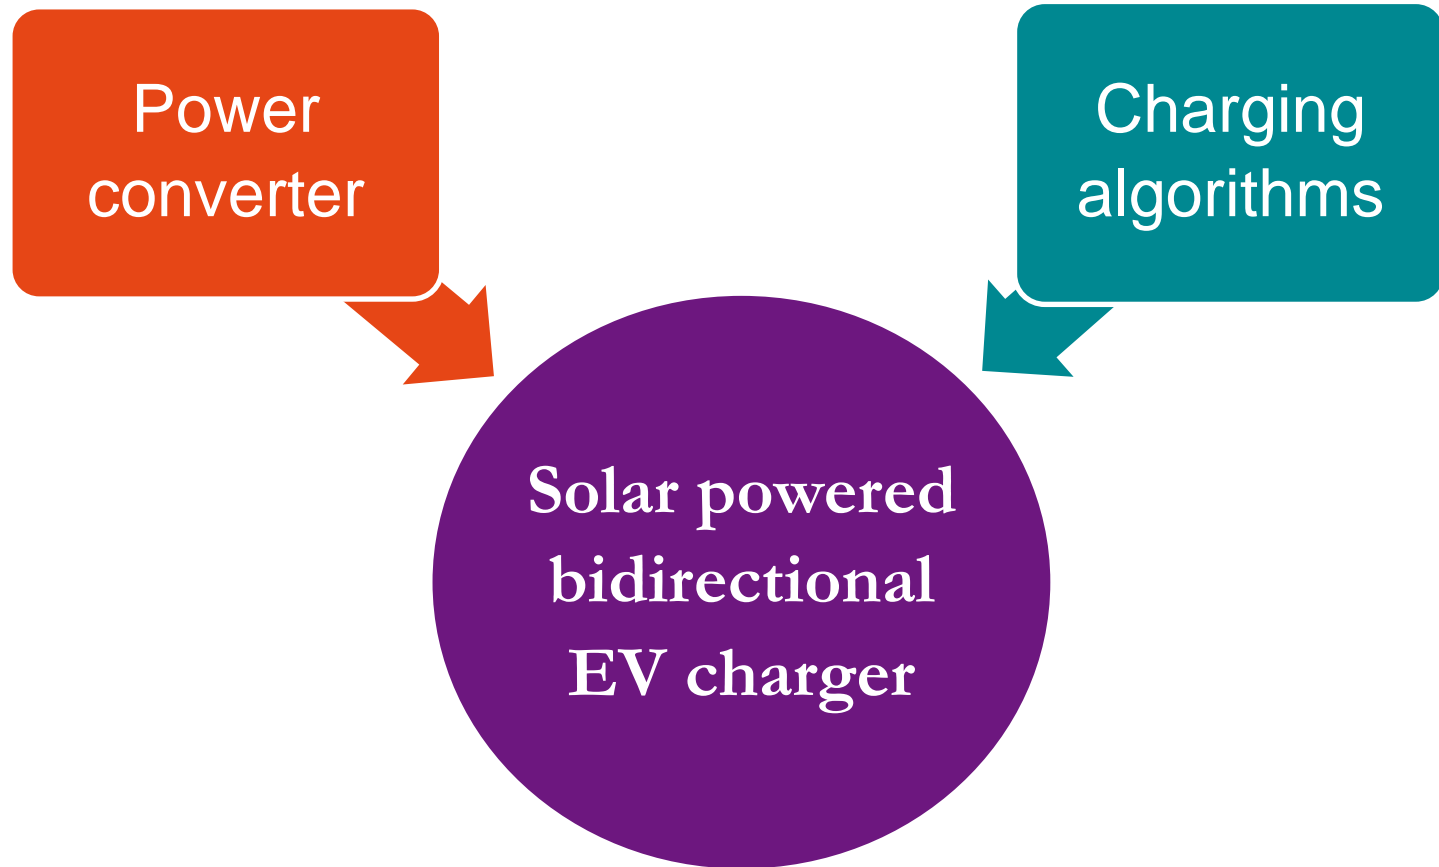 Power
converter
Charging
algorithms
Solar powered
bidirectional
EV charger